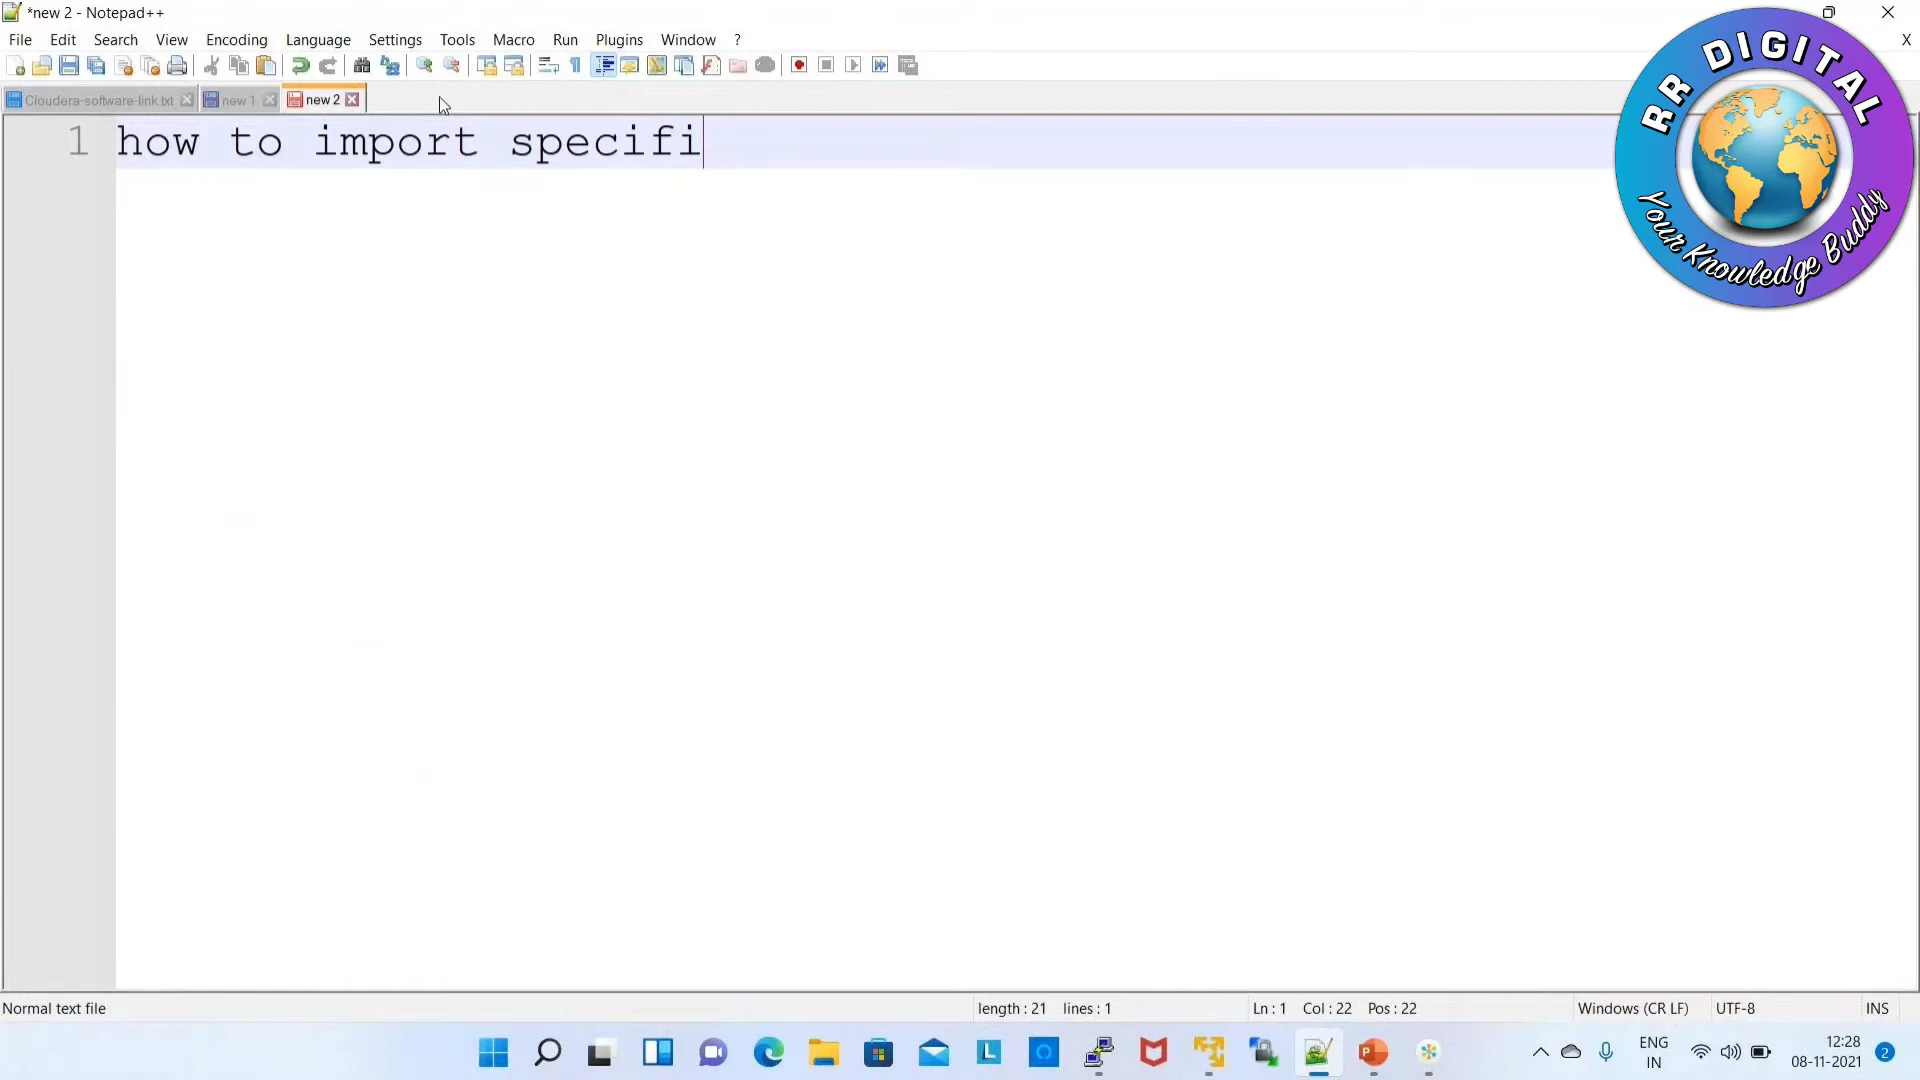 *new 2 - Notepad++
File Edit Search View Encoding Language Settings Tools Macro Run Plugins Window ?
X
Cloudera-software-link.txt new 1 new 2
1 how to import specifi
RR DIGITAL
Your Knowledge Buddy
Normal text file length : 21 lines : 1 Ln : 1 Col : 22 Pos : 22 Windows (CR LF) UTF-8 INS
ENG 12:28
IN 08-11-2021 2